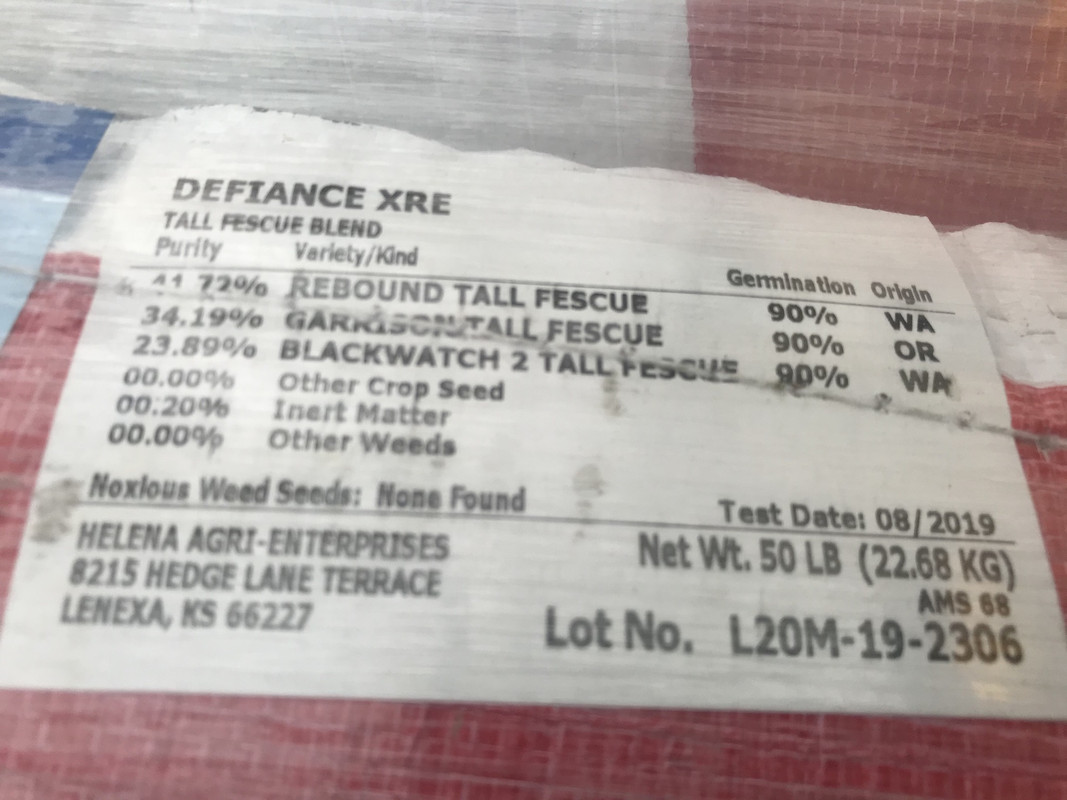 DEFIANCE XRE
TALL FESCUE BLEND
Purity Variety/Kind Germination Origin
41.72% REBOUND TALL FESCUE 90% WA
34.19% GARRISON TALL FESCUE 90% OR
23.89% BLACKWATCH 2 TALL FESCUE 90% WA
00.00% Other Crop Seed
00.20% Inert Matter
00.00% Other Weeds
Noxious Weed Seeds: None Found
Test Date: 08/2019
HELENA AGRI-ENTERPRISES
8215 HEDGE LANE TERRACE
LENEXA, KS 66227
Net Wt. 50 LB (22.68 KG)
AMS 68
Lot No. L20M-19-2306